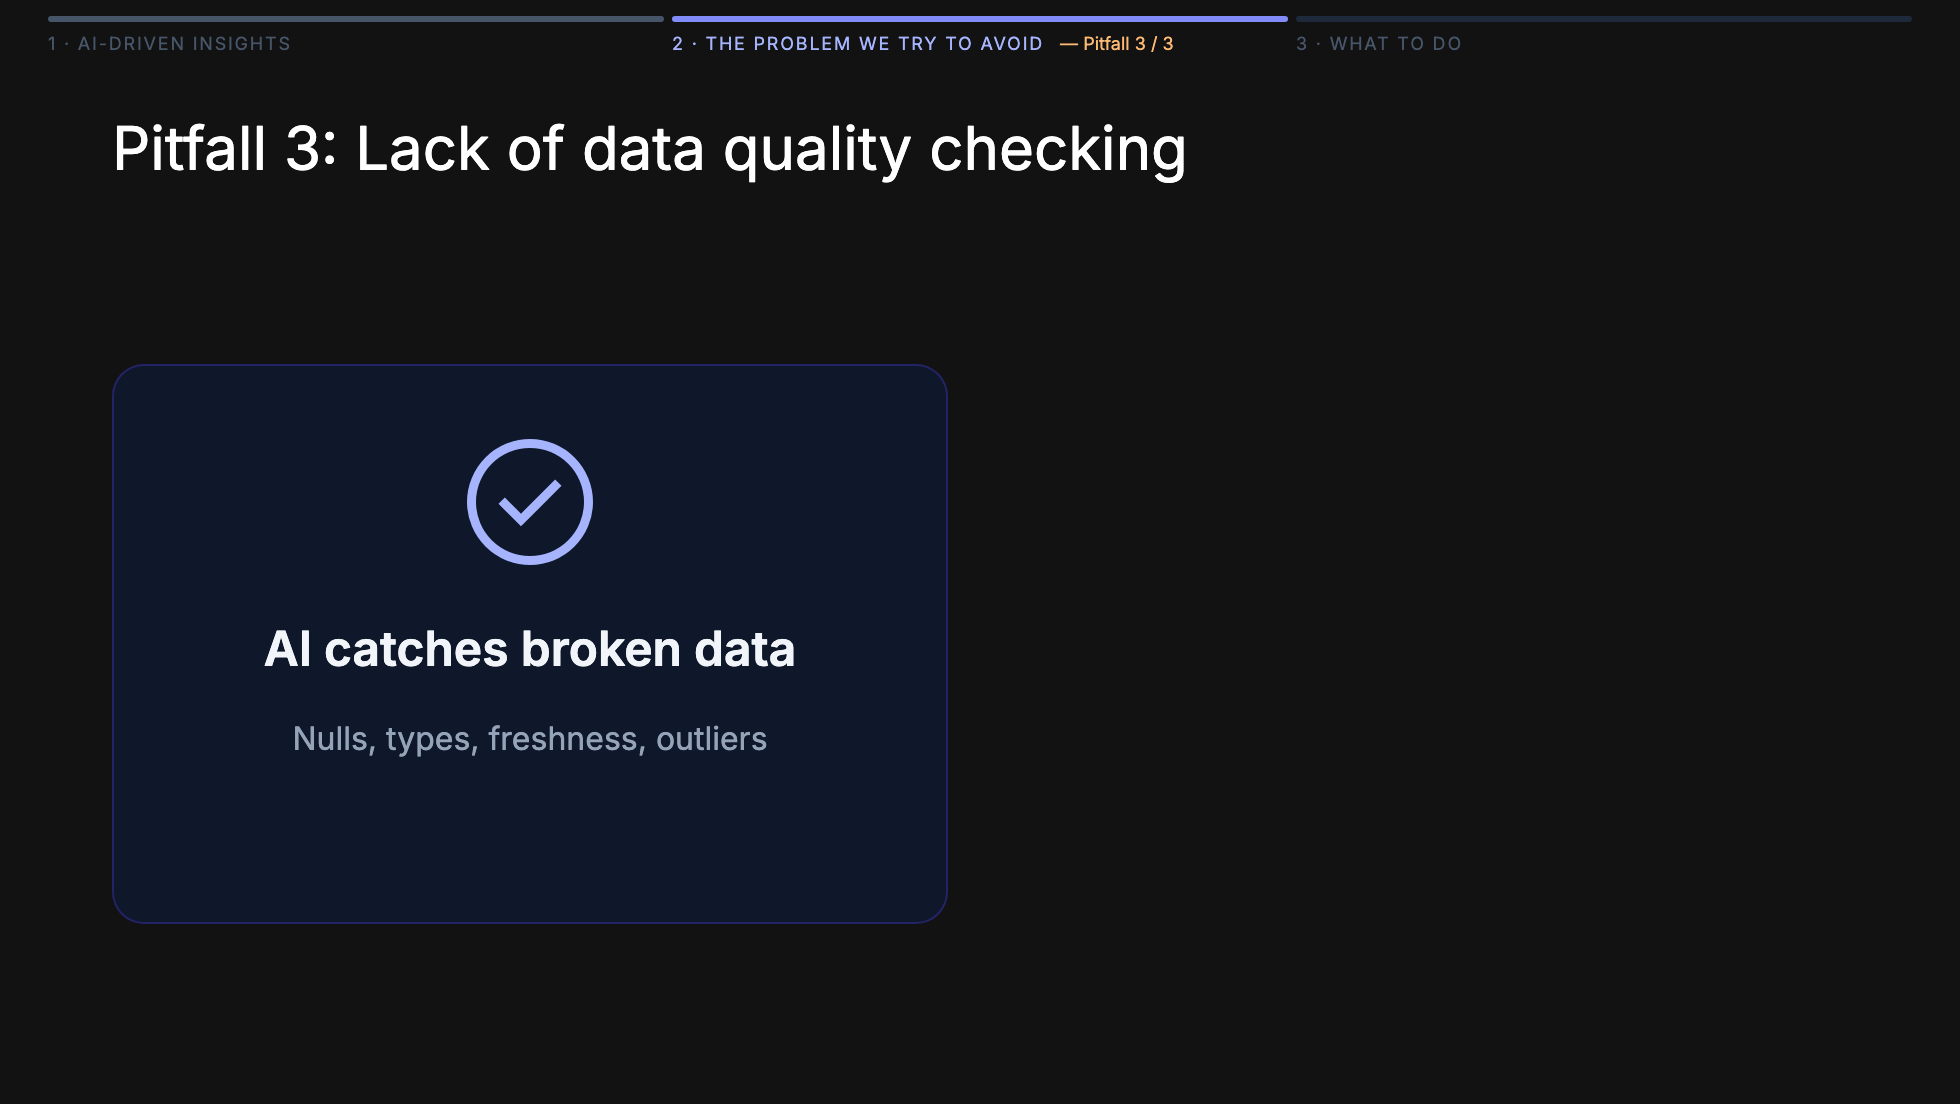 1 · AI-DRIVEN INSIGHTS
2 · THE PROBLEM WE TRY TO AVOID — Pitfall 3 / 3
3 · WHAT TO DO
Pitfall 3: Lack of data quality checking
AI catches broken data
Nulls, types, freshness, outliers